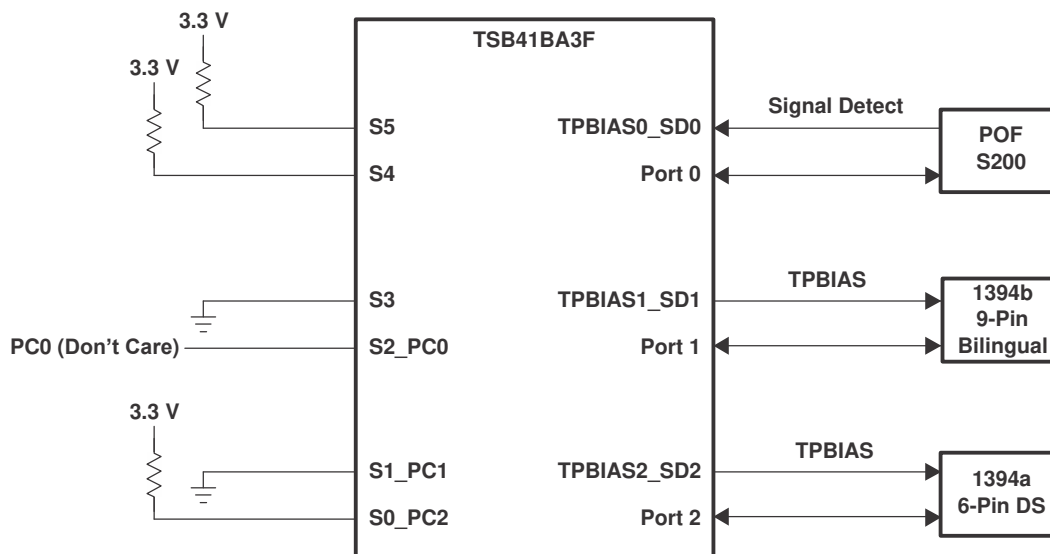 3.3 V
3.3 V
TSB41BA3F
S5
S4
TPBIAS0_SD0
Port 0
Signal Detect
POF
S200
S3
PC0 (Don't Care)
S2_PC0
TPBIAS1_SD1
Port 1
TPBIAS
1394b
9-Pin
Bilingual
3.3 V
S1_PC1
S0_PC2
TPBIAS2_SD2
Port 2
TPBIAS
1394a
6-Pin DS